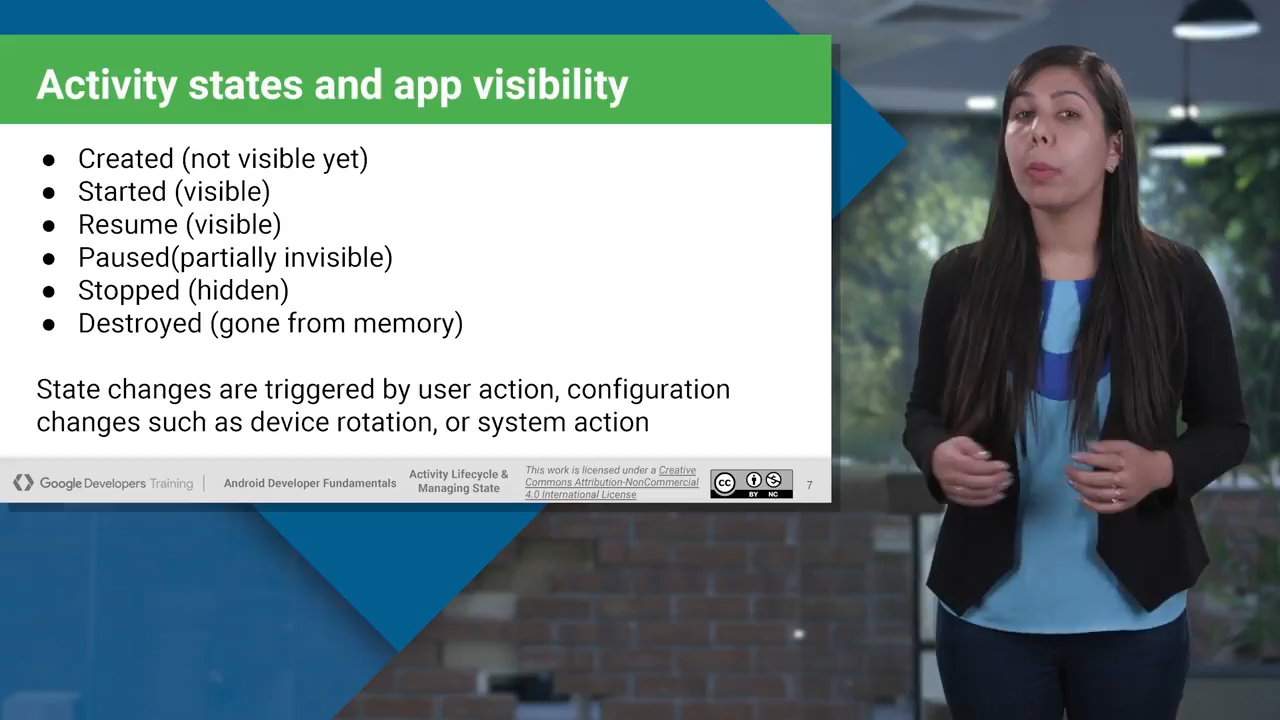 Activity states and app visibility
● Created (not visible yet)
● Started (visible)
● Resume (visible)
● Paused(partially invisible)
● Stopped (hidden)
● Destroyed (gone from memory)
State changes are triggered by user action, configuration
changes such as device rotation, or system action
Google Developers Training
Android Developer Fundamentals
Activity Lifecycle &
Managing State
This work is licensed under a Creative
Commons Attribution-NonCommercial
4.0 International License
cc
BY NC
7